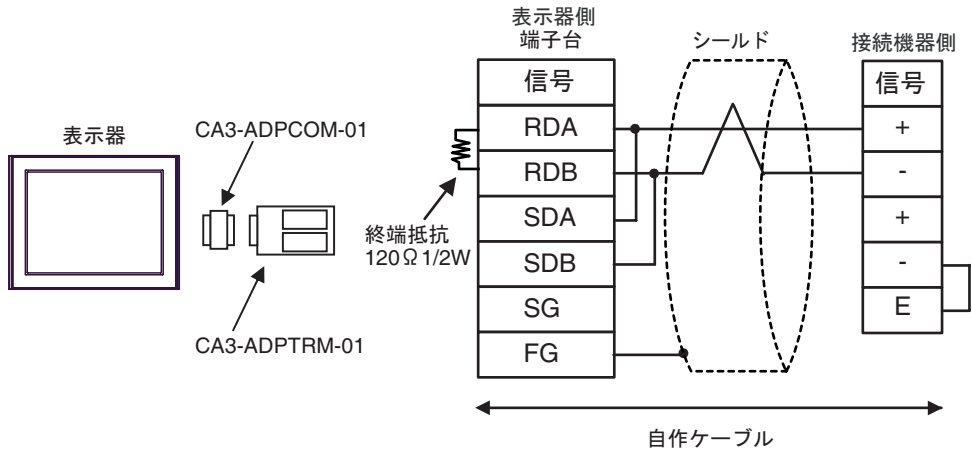 表示器
CA3-ADPCOM-01
CA3-ADPTRM-01
終端抵抗
120Ω 1/2W
表示器側
端子台
信号
RDA
RDB
SDA
SDB
SG
FG
シールド
接続機器側
信号
+
-
+
-
E
自作ケーブル